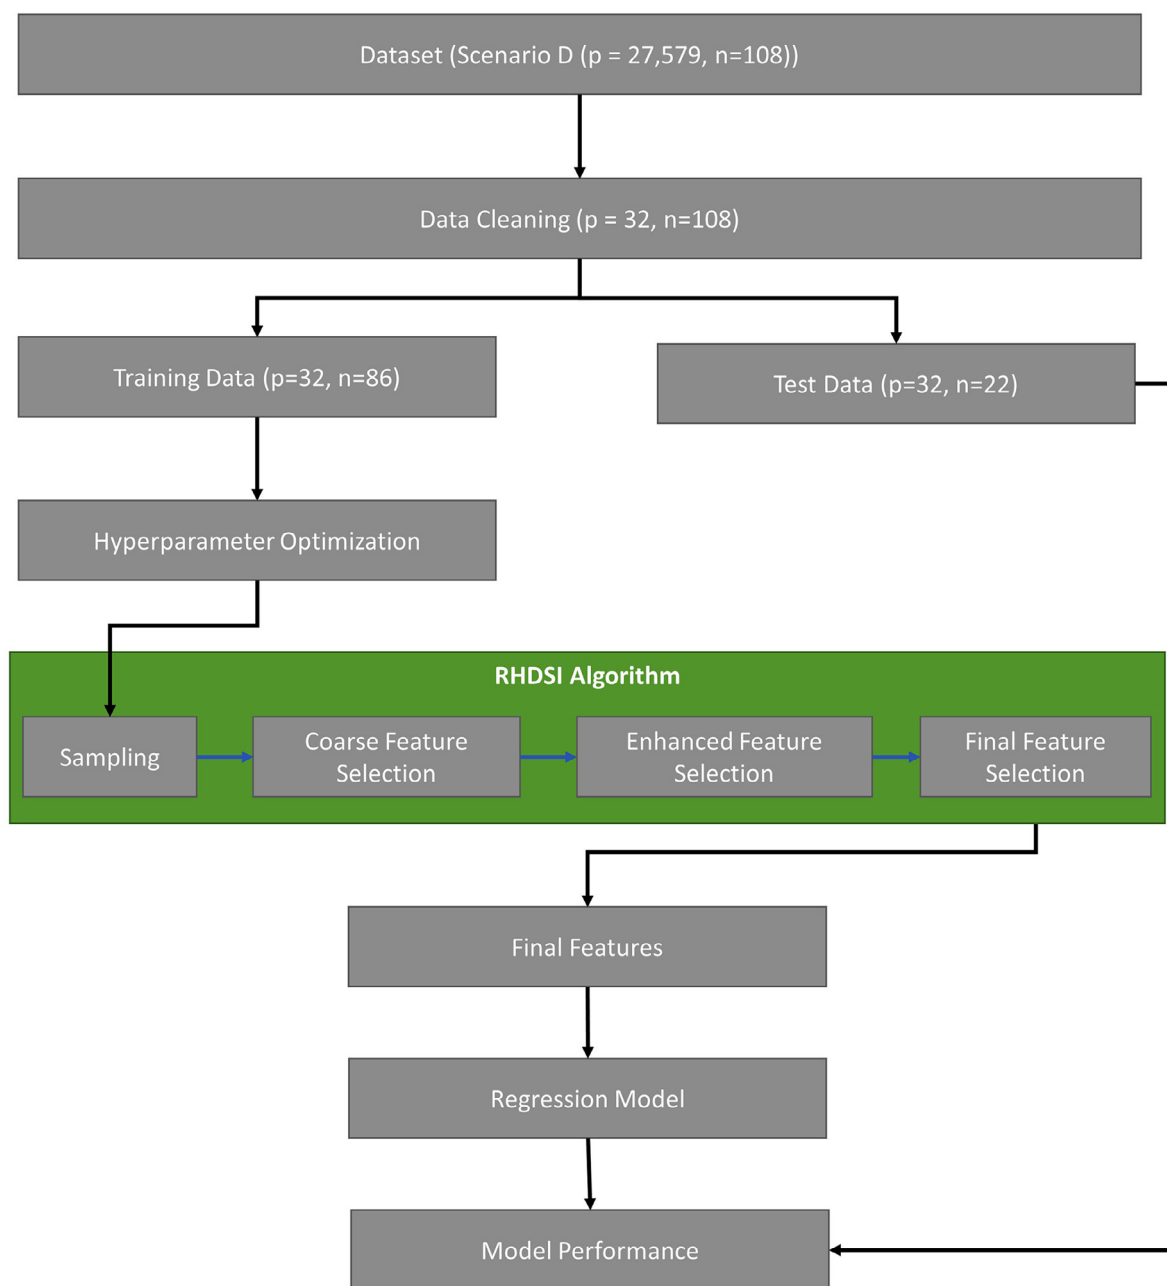 Dataset (Scenario D (p = 27,579, n=108))
Data Cleaning (p = 32, n=108)
Training Data (p=32, n=86)
Test Data (p=32, n=22)
Hyperparameter Optimization
RHDSI Algorithm
Sampling
Coarse Feature
Selection
Enhanced Feature
Selection
Final Feature
Selection
Final Features
Regression Model
Model Performance